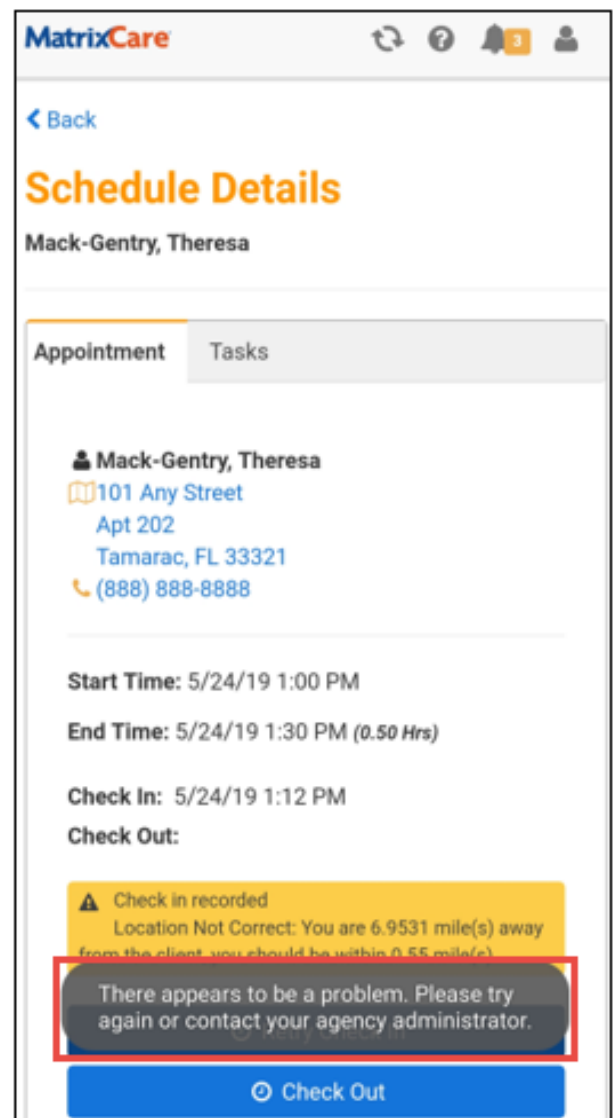 MatrixCare
3
Back
Schedule Details
Mack-Gentry, Theresa
Appointment Tasks
Mack-Gentry, Theresa
101 Any Street
Apt 202
Tamarac, FL 33321
(888) 888-8888
Start Time: 5/24/19 1:00 PM
End Time: 5/24/19 1:30 PM (0.50 Hrs)
Check In: 5/24/19 1:12 PM
Check Out:
Check in recorded
Location Not Correct: You are 6.9531 mile(s) away
from the client, you should be within 0.55 mile(s)
There appears to be a problem. Please try
again or contact your agency administrator.
Retry Check In
Check Out